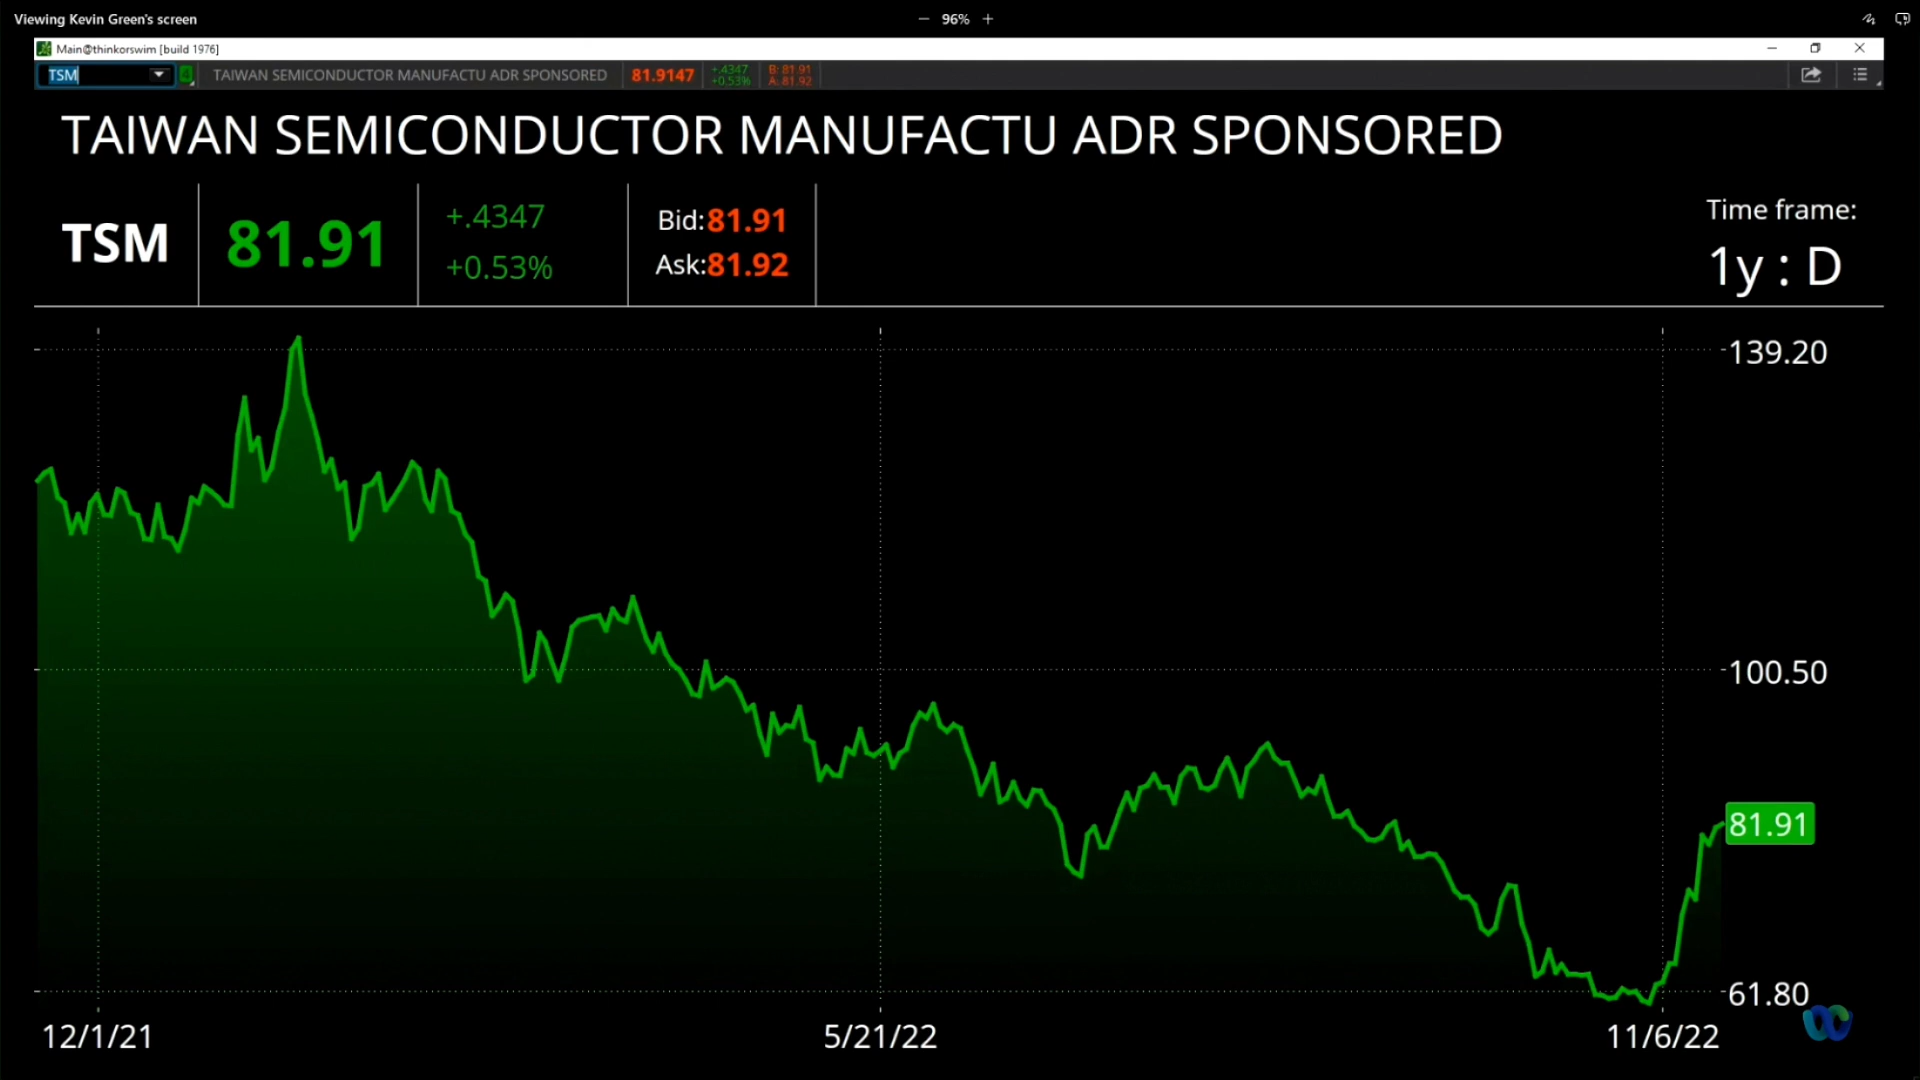 Viewing Kevin Green's screen
96%
Main@thinkorswim [build 1976]
TSM TAIWAN SEMICONDUCTOR MANUFACTU ADR SPONSORED 81.9147 +.4347 B: 81.91
+0.53% A: 81.92
TAIWAN SEMICONDUCTOR MANUFACTU ADR SPONSORED
TSM
81.91
+.4347
+0.53%
Bid:81.91
Ask:81.92
Time frame:
1y : D
139.20
100.50
81.91
61.80
12/1/21 5/21/22 11/6/22